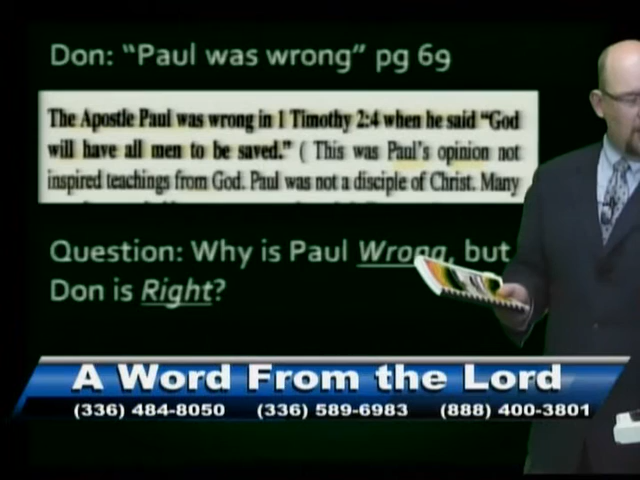 Don: “Paul was wrong” pg 69
The Apostle Paul was wrong in 1 Timothy 2:4 when he said “God
will have all men to be saved.” ( This was Paul's opinion not
inspired teachings from God. Paul was not a disciple of Christ. Many
Question: Why is Paul Wrong, but
Don is Right?
A Word From the Lord
(336) 484-8050 (336) 589-6983 (888) 400-3801